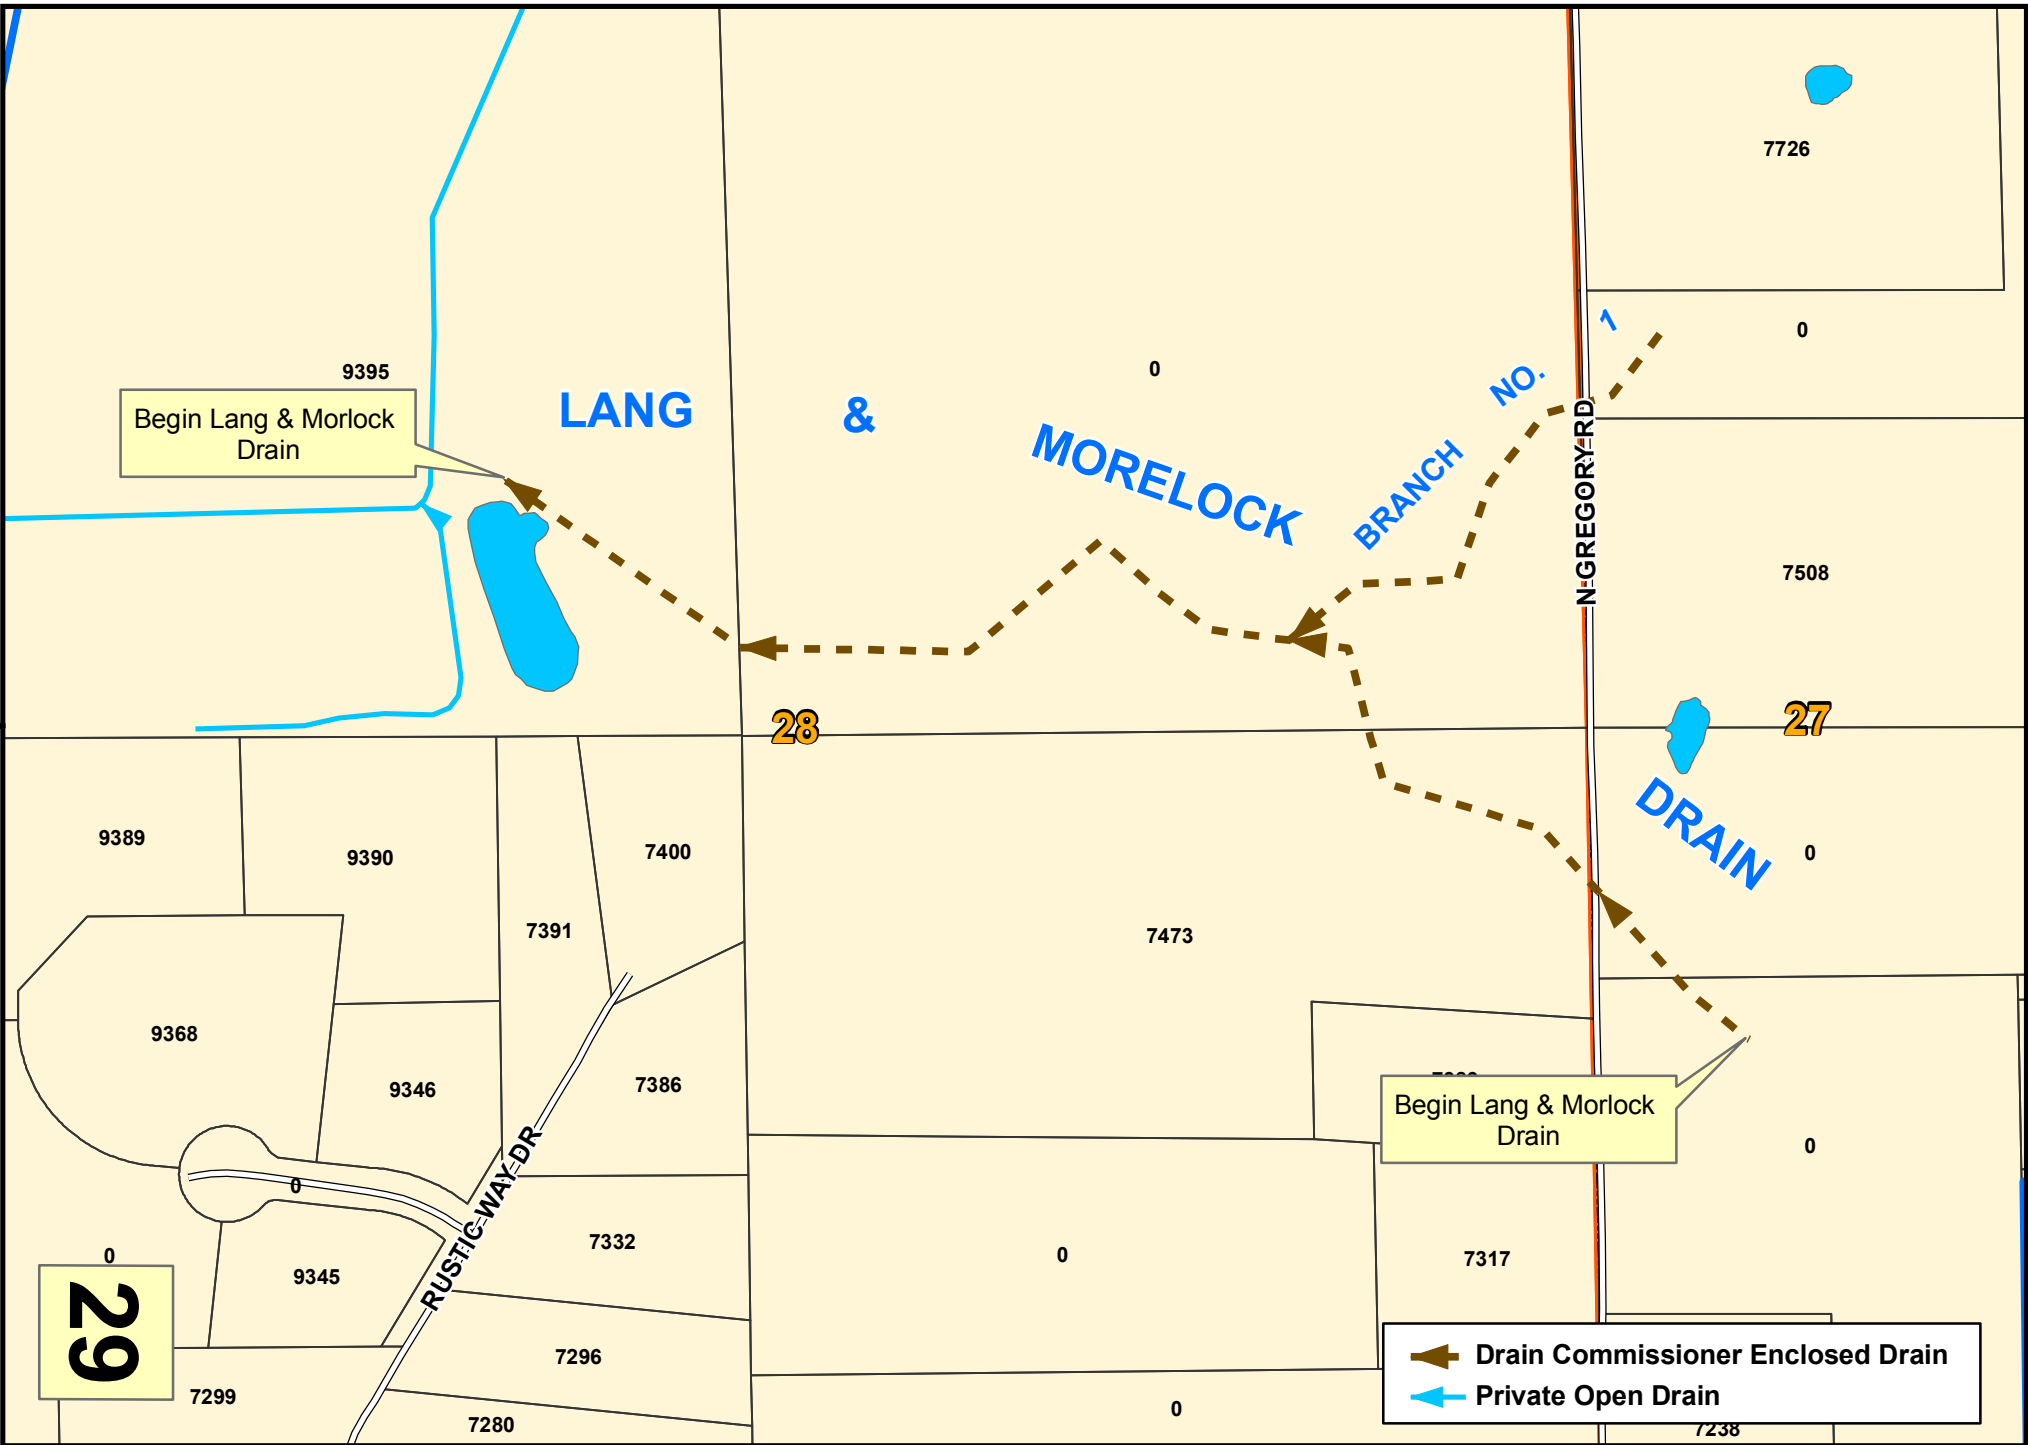 7726
1
0
9395
0
NO.
Begin Lang & Morlock
Drain
LANG & MORELOCK
BRANCH
N GREGORY RD
7508
28
27
DRAIN
9389
9390
7400
0
7391
7473
9368
9346
7386
Begin Lang & Morlock
Drain
0
0
RUSTIC WAY DR
7332
0
9345
0
7317
29
7296
Drain Commissioner Enclosed Drain
7299
Private Open Drain
7280
0
7238